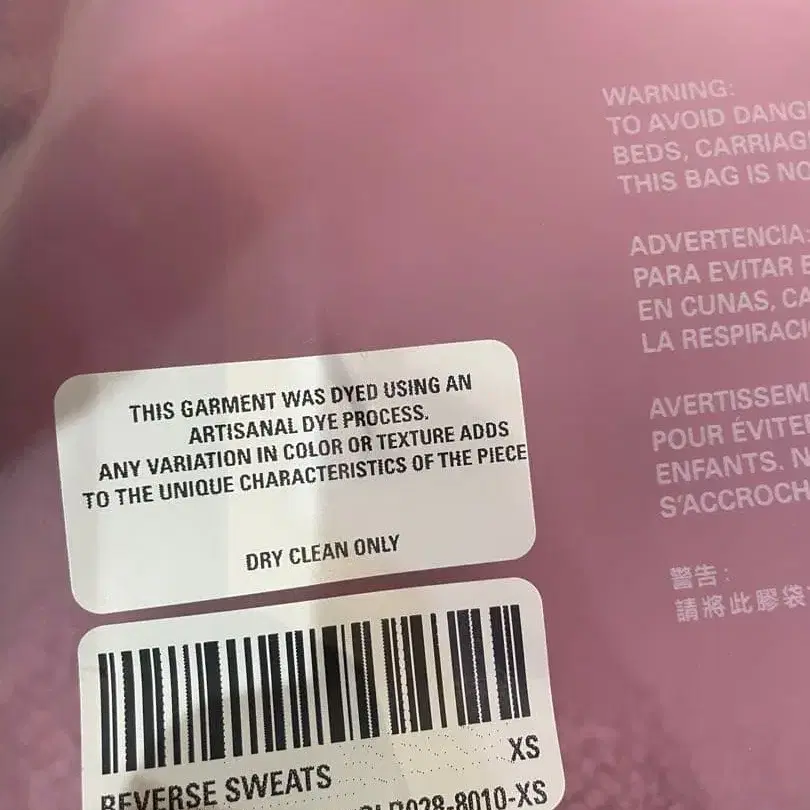 WARNING:
TO AVOID DANG
BEDS, CARRIAG
THIS BAG IS NO
ADVERTENCIA:
PARA EVITAR E
EN CUNAS, CA
LA RESPIRACI
AVERTISSEM
POUR ÉVITE
ENFANTS. N
S'ACCROCH
警告:
請將此膠袋
THIS GARMENT WAS DYED USING AN
ARTISANAL DYE PROCESS.
ANY VARIATION IN COLOR OR TEXTURE ADDS
TO THE UNIQUE CHARACTERISTICS OF THE PIECE
DRY CLEAN ONLY
XS
REVERSE SWEATS
028-8010-XS